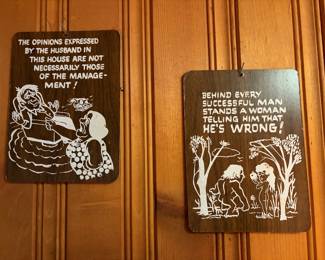 THE OPINIONS EXPRESSED
BY THE HUSBAND IN
THIS HOUSE ARE NOT
NECESSARILY THOSE
OF THE MANAGE-
MENT!
BEHIND EVERY
SUCCESSFUL MAN
STANDS A WOMAN
TELLING HIM THAT
HE'S WRONG!